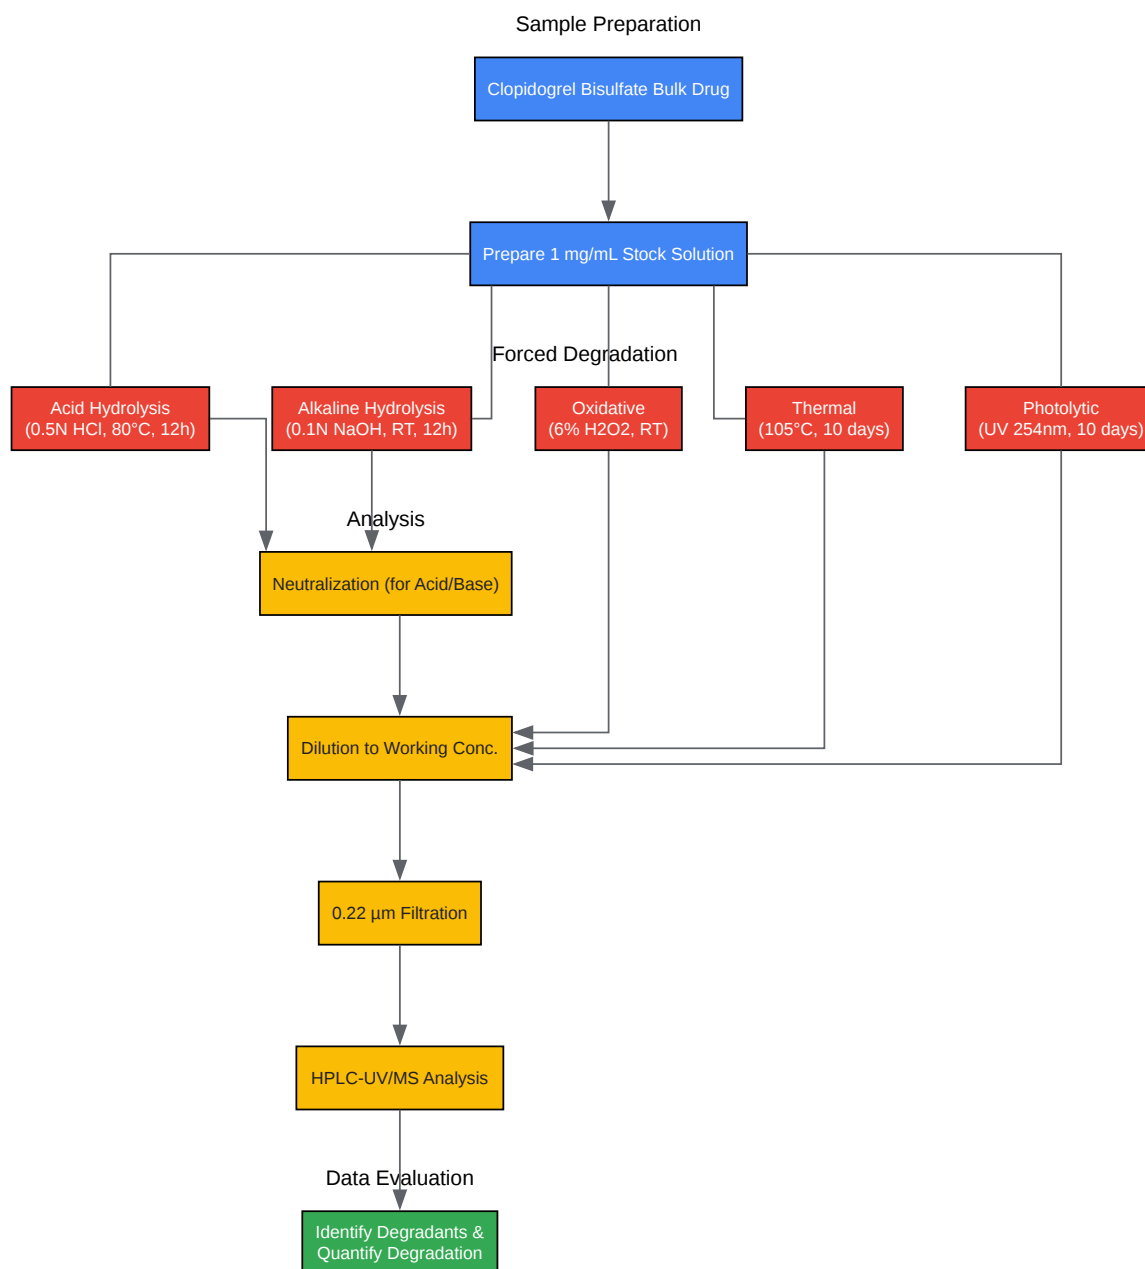 Sample Preparation
Clopidogrel Bisulfate Bulk Drug
Prepare 1 mg/mL Stock Solution
Forced Degradation
Acid Hydrolysis
(0.5N HCl, 80°C, 12h)
Alkaline Hydrolysis
(0.1N NaOH, RT, 12h)
Oxidative
(6% H2O2, RT)
Thermal
(105°C, 10 days)
Photolytic
(UV 254nm, 10 days)
Analysis
Neutralization (for Acid/Base)
Dilution to Working Conc.
0.22 µm Filtration
HPLC-UV/MS Analysis
Data Evaluation
Identify Degradants &
Quantify Degradation